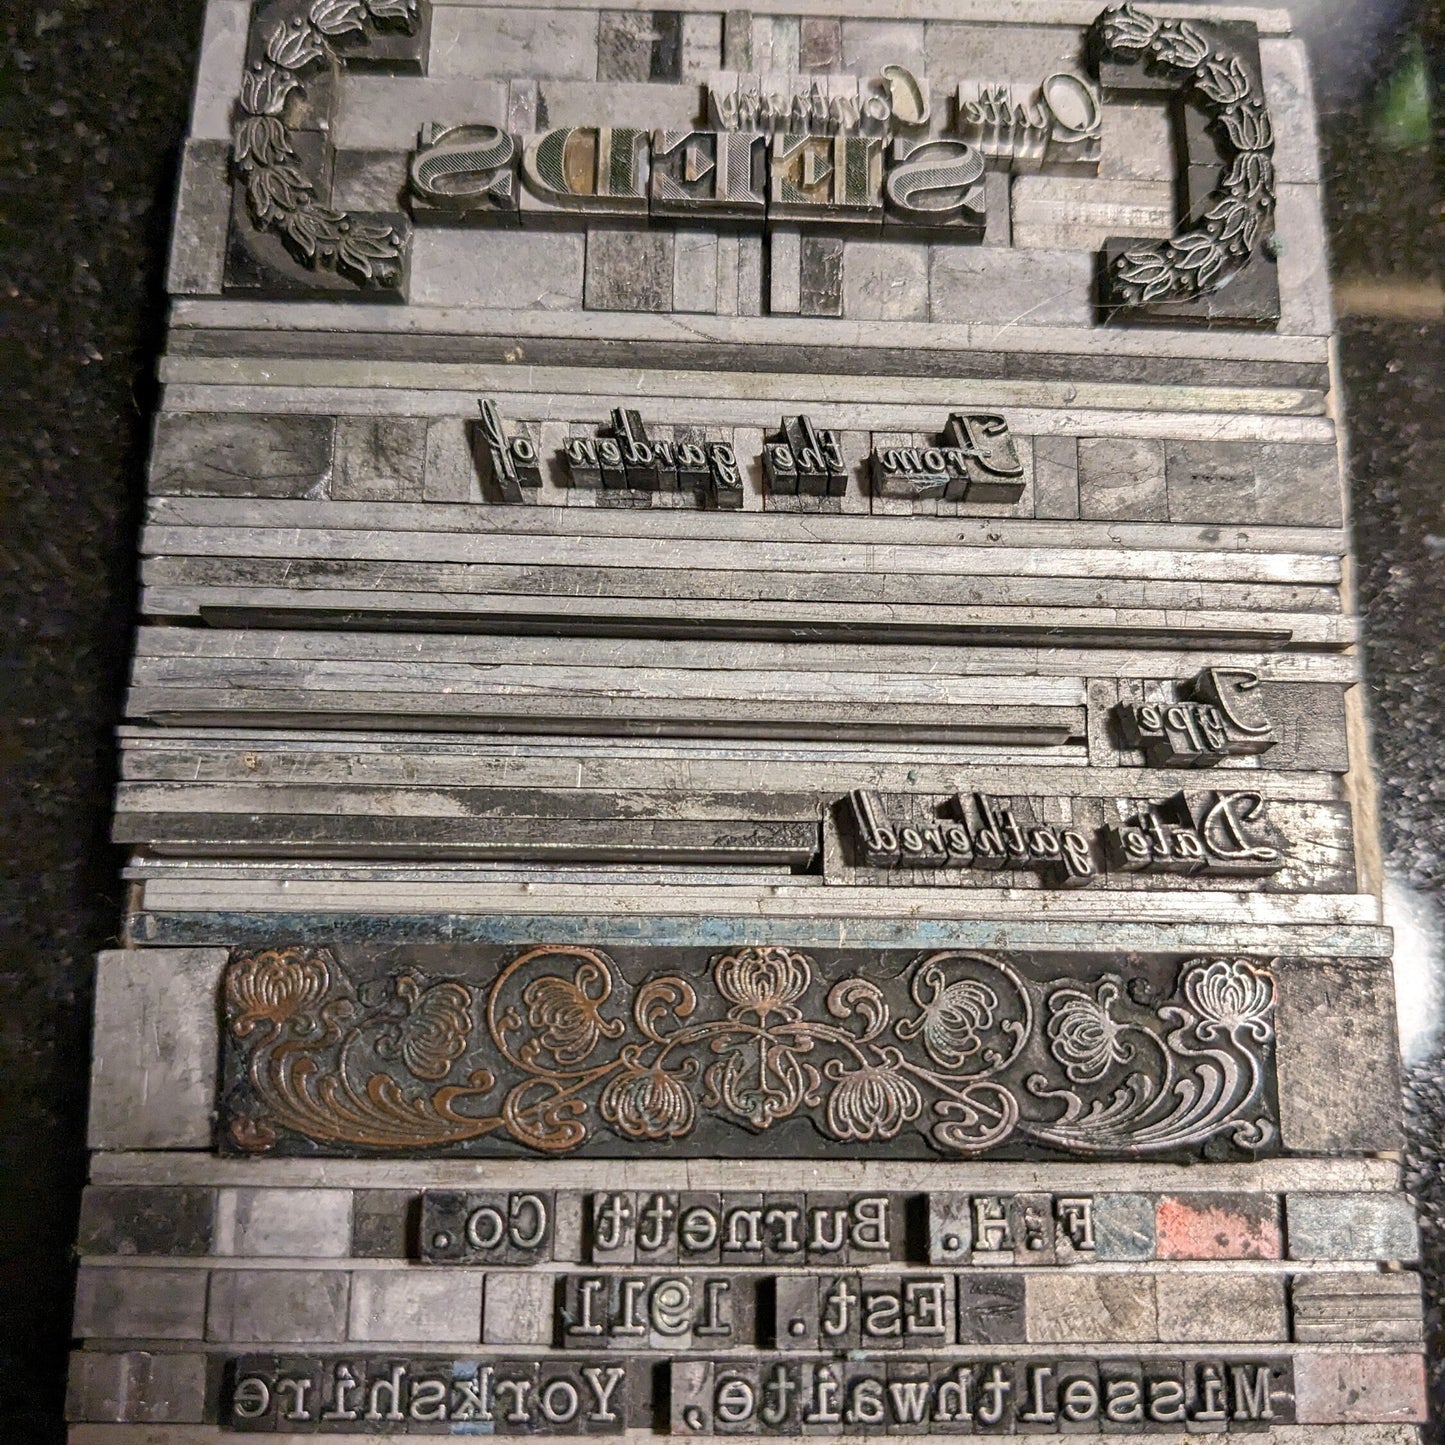 Quite Contrary
SEEDS
From the garden of
Type
Date gathered
F.H. Burnett Co.
Est. 1911
Misselthwaite, Yorkshire